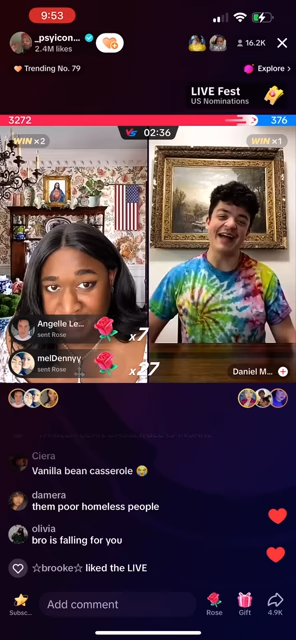 9:53
_psyicon...
2.4M likes
16.2K
Trending No. 79
Explore >
LIVE Fest
US Nominations
3272
376
WIN ×2
VS 02:36
WIN ×1
Angelle Le...
sent Rose
x7
melDennyy
sent Rose
x27
Daniel M...
Ciera
Vanilla bean casserole 😭
damera
them poor homeless people
olivia
bro is falling for you
☆brooke☆ liked the LIVE
Subsc...
Add comment
Rose
Gift
4.9K